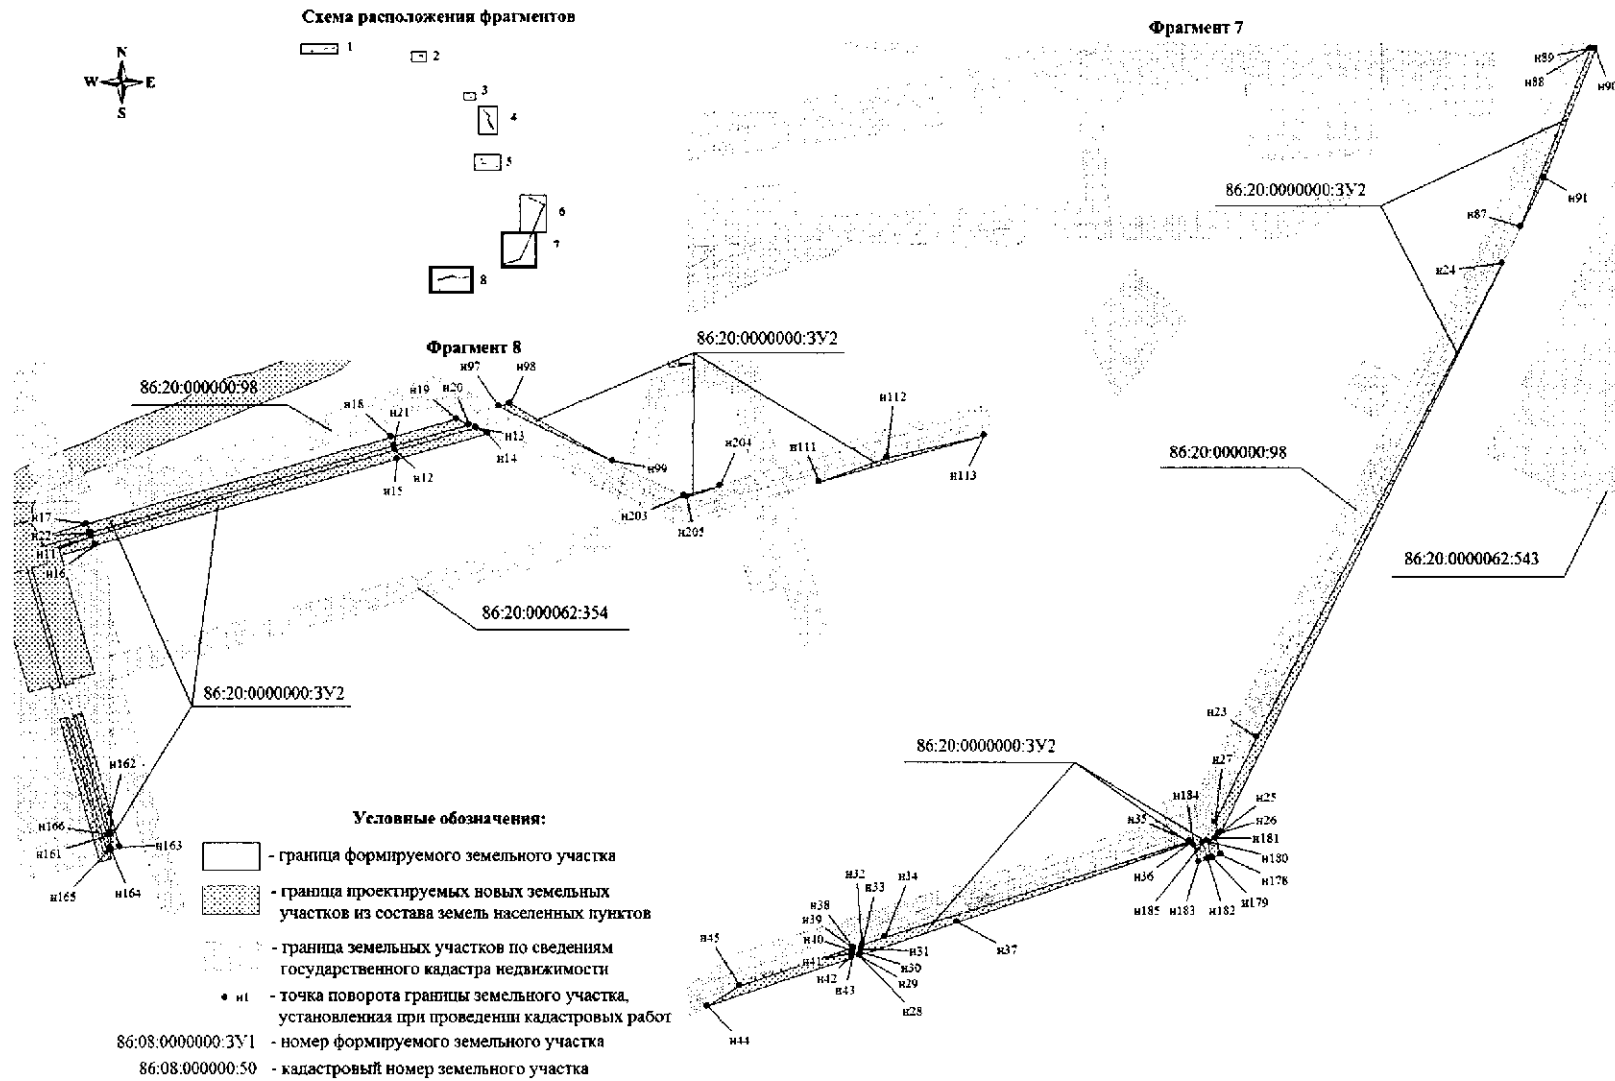 Схема расположения фрагментов
1
2
3
4
5
6
7
8
N
W E
S
Фрагмент 7
н89
н88
н90
86:20:0000000:ЗУ2
н91
н87
н24
86:20:000000:98
86:20:0000062:543
н23
86:20:0000000:ЗУ2
н27
н184
н25
н35
н26
н181
н36
н180
н178
н185
н183
н182
н179
н32
н33
н34
н38
н39
н40
н41
н42
н43
н31
н30
н29
н28
н37
н45
н44
Фрагмент 8
86:20:0000000:ЗУ2
86:20:000000:98
н97
н98
н19
н20
н18
н21
н13
н14
н12
н15
н99
н204
н203
н205
н111
н112
н113
н17
н22
н11
н16
86:20:000062:354
86:20:0000000:ЗУ2
н162
н166
н161
н163
н165
н164
Условные обозначения:
- граница формируемого земельного участка
- граница проектируемых новых земельных
участков из состава земель населенных пунктов
- граница земельных участков по сведениям
государственного кадастра недвижимости
н1 - точка поворота границы земельного участка,
установленная при проведении кадастровых работ
86:08:0000000:ЗУ1 - номер формируемого земельного участка
86:08:000000:50 - кадастровый номер земельного участка